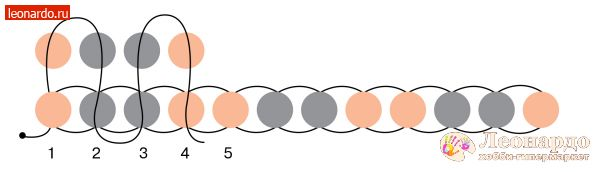 leonardo.ru
1 2 3 4 5
Леонардо
хобби-гипермаркет